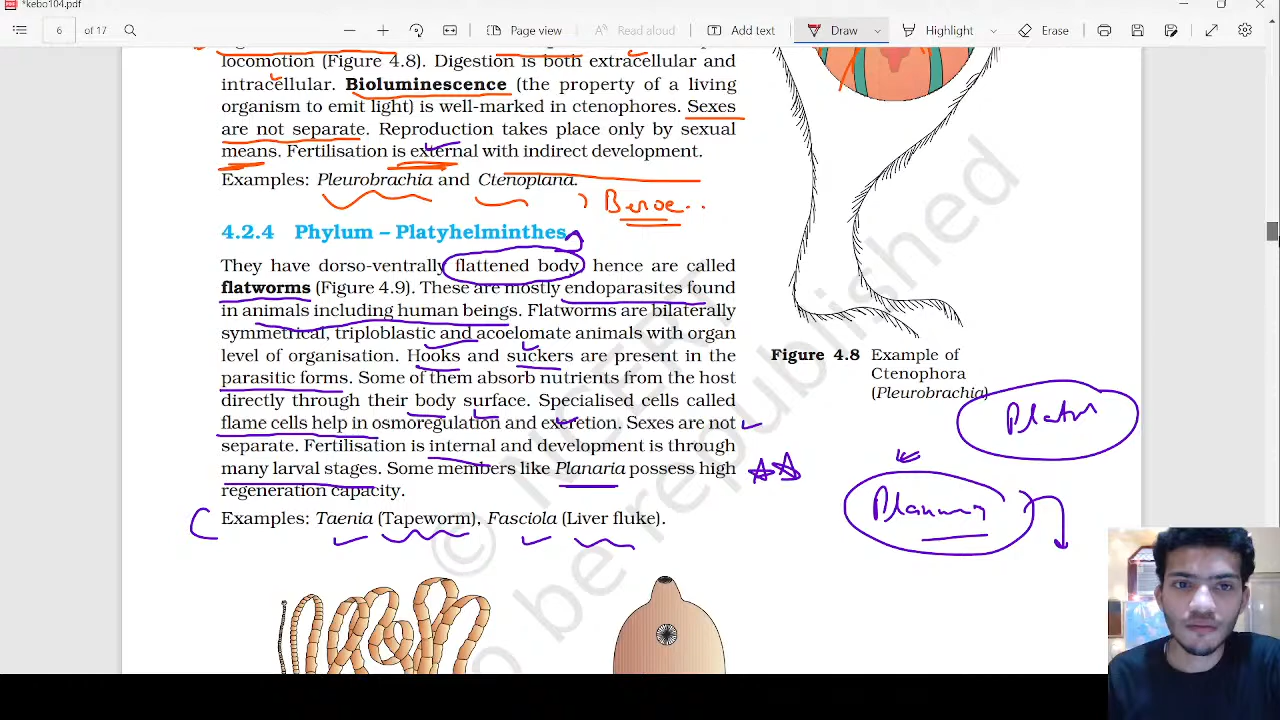 *kebo104.pdf
6 of 17 Page view Read aloud Add text Draw Highlight Erase
locomotion (Figure 4.8). Digestion is both extracellular and
intracellular. Bioluminescence (the property of a living
organism to emit light) is well-marked in ctenophores. Sexes
are not separate. Reproduction takes place only by sexual
means. Fertilisation is external with indirect development.
Examples: Pleurobrachia and Ctenoplana.
Beroe..
4.2.4 Phylum – Platyhelminthes
They have dorso-ventrally flattened body hence are called
flatworms (Figure 4.9). These are mostly endoparasites found
in animals including human beings. Flatworms are bilaterally
symmetrical, triploblastic and acoelomate animals with organ
level of organisation. Hooks and suckers are present in the
parasitic forms. Some of them absorb nutrients from the host
directly through their body surface. Specialised cells called
flame cells help in osmoregulation and excretion. Sexes are not
separate. Fertilisation is internal and development is through
many larval stages. Some members like Planaria possess high
regeneration capacity.
Examples: Taenia (Tapeworm), Fasciola (Liver fluke).
Figure 4.8 Example of
Ctenophora
(Pleurobrachia)
© NCERT
be republished